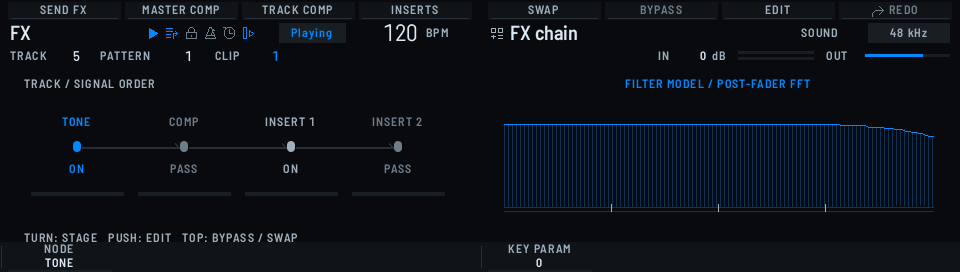 SEND FX MASTER COMP TRACK COMP INSERTS SWAP BYPASS EDIT REDO
FX Playing 120 BPM FX chain SOUND 48 kHz
TRACK 5 PATTERN 1 CLIP 1 IN 0 dB OUT
TRACK / SIGNAL ORDER FILTER MODEL / POST-FADER FFT
TONE COMP INSERT 1 INSERT 2
ON PASS ON PASS
TURN: STAGE PUSH: EDIT TOP: BYPASS / SWAP
NODE KEY PARAM
TONE 0